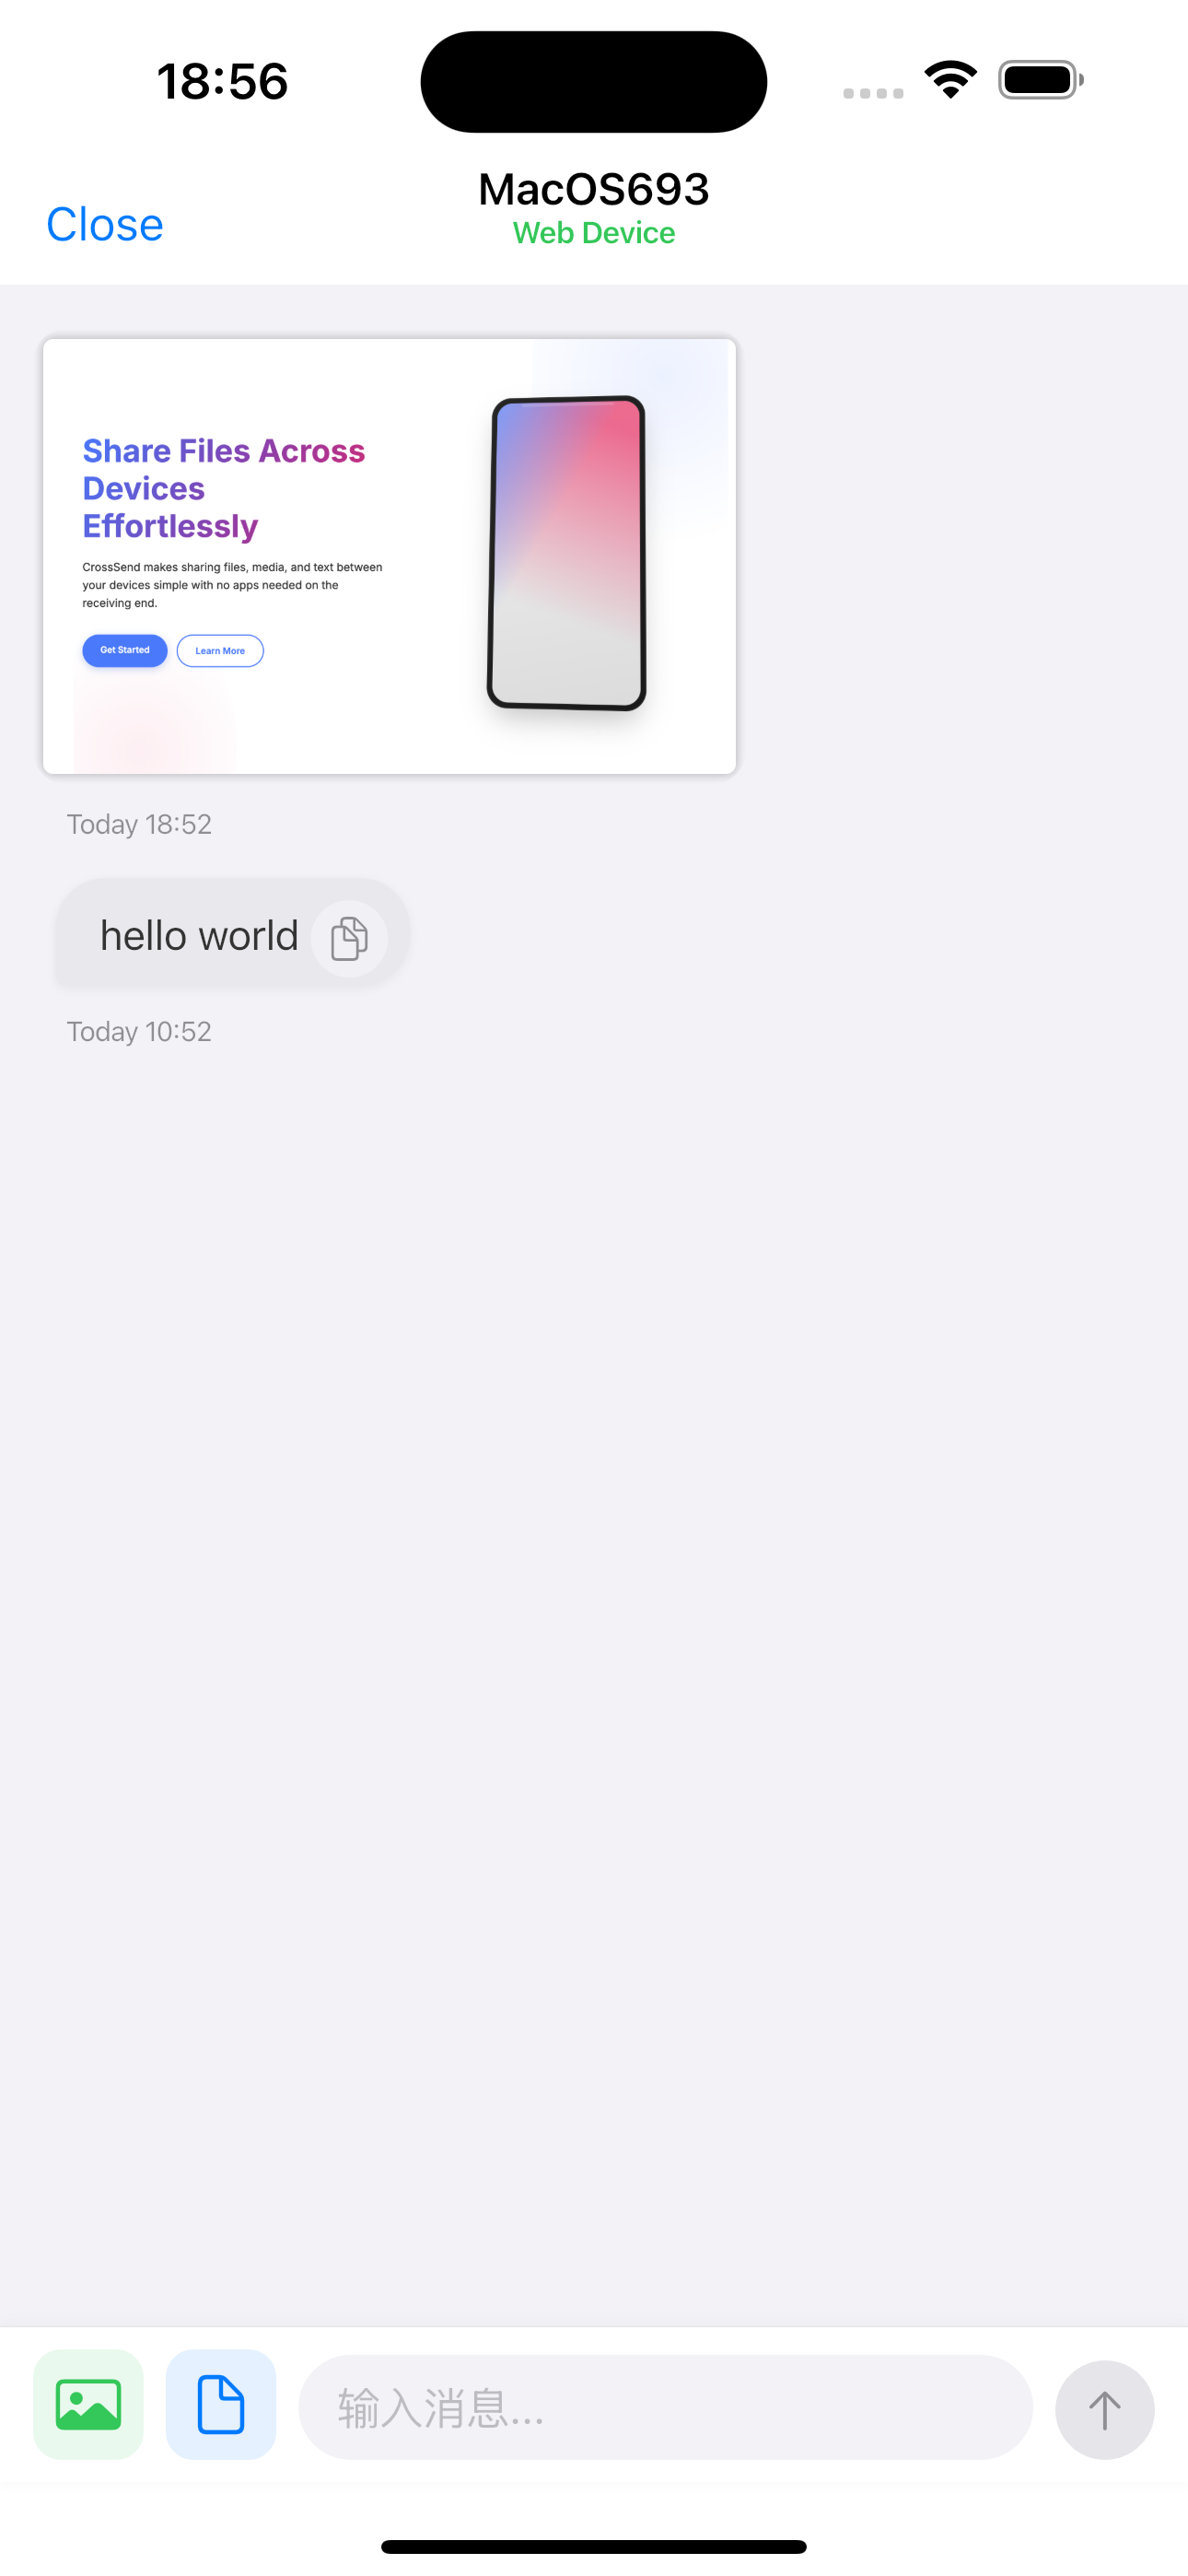 18:56
Close
MacOS693
Web Device
Share Files Across
Devices
Effortlessly
CrossSend makes sharing files, media, and text between
your devices simple with no apps needed on the
receiving end.
Get Started
Learn More
Today 18:52
hello world
Today 10:52
输入消息...